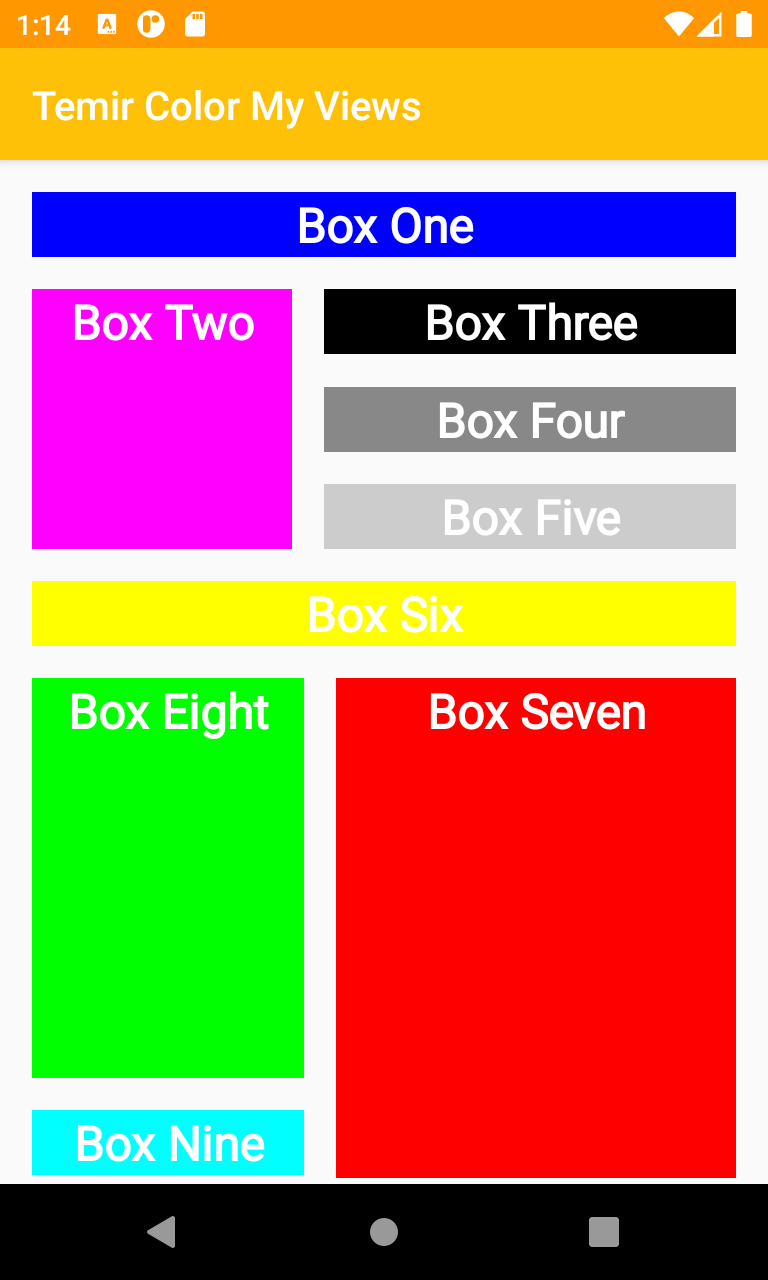 1:14
Temir Color My Views
Box One
Box Two
Box Three
Box Four
Box Five
Box Six
Box Eight
Box Seven
Box Nine